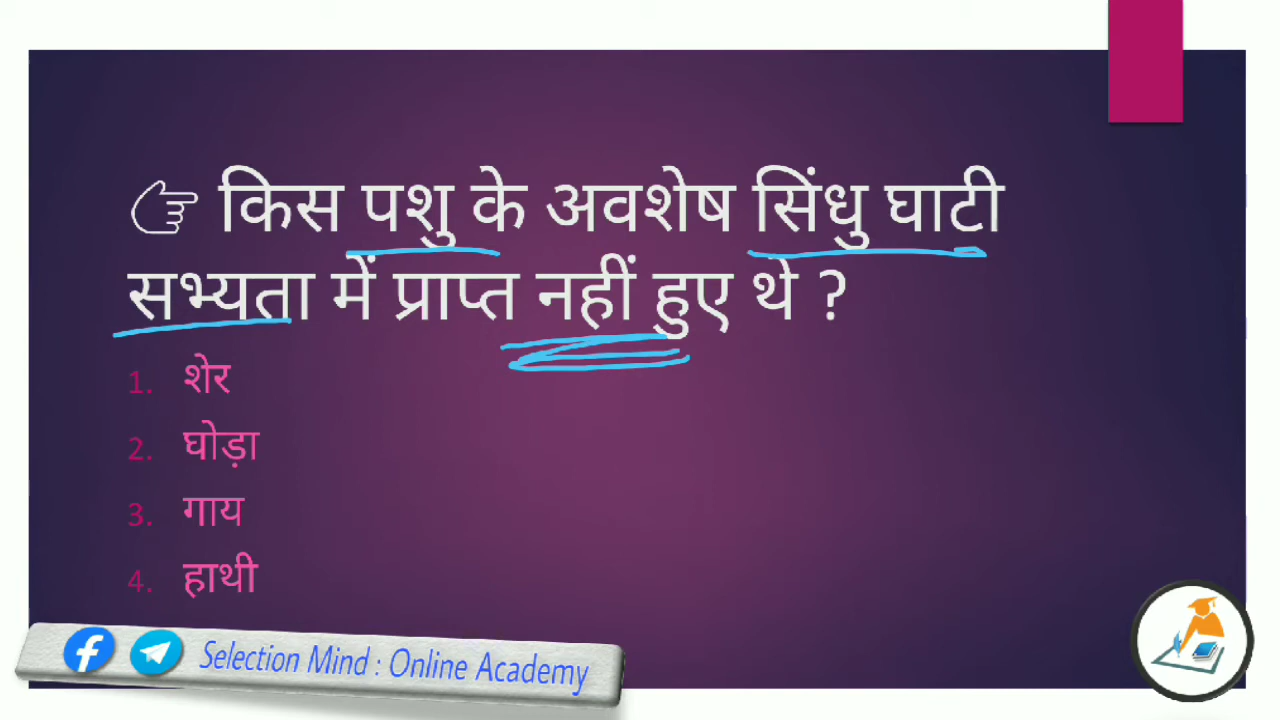 👉 किस पशु के अवशेष सिंधु घाटी
सभ्यता में प्राप्त नहीं हुए थे ?
1. शेर
2. घोड़ा
3. गाय
4. हाथी
Selection Mind : Online Academy